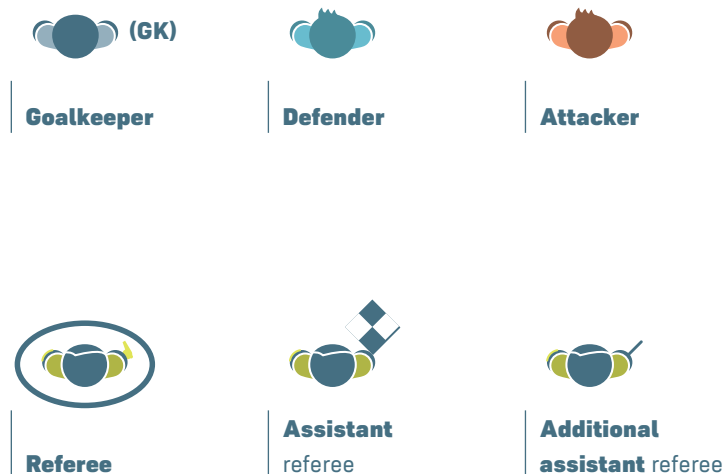 (GK)
Goalkeeper
Defender
Attacker
Referee
Assistant
referee
Additional
assistant referee